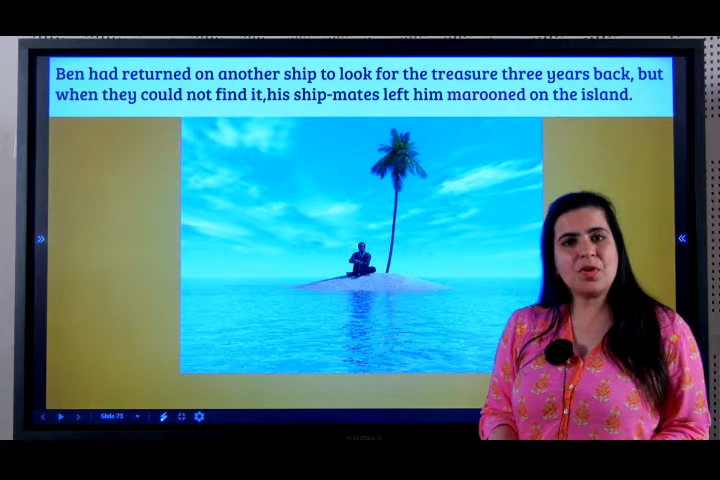 Ben had returned on another ship to look for the treasure three years back, but
when they could not find it,his ship-mates left him marooned on the island.
Slide 73